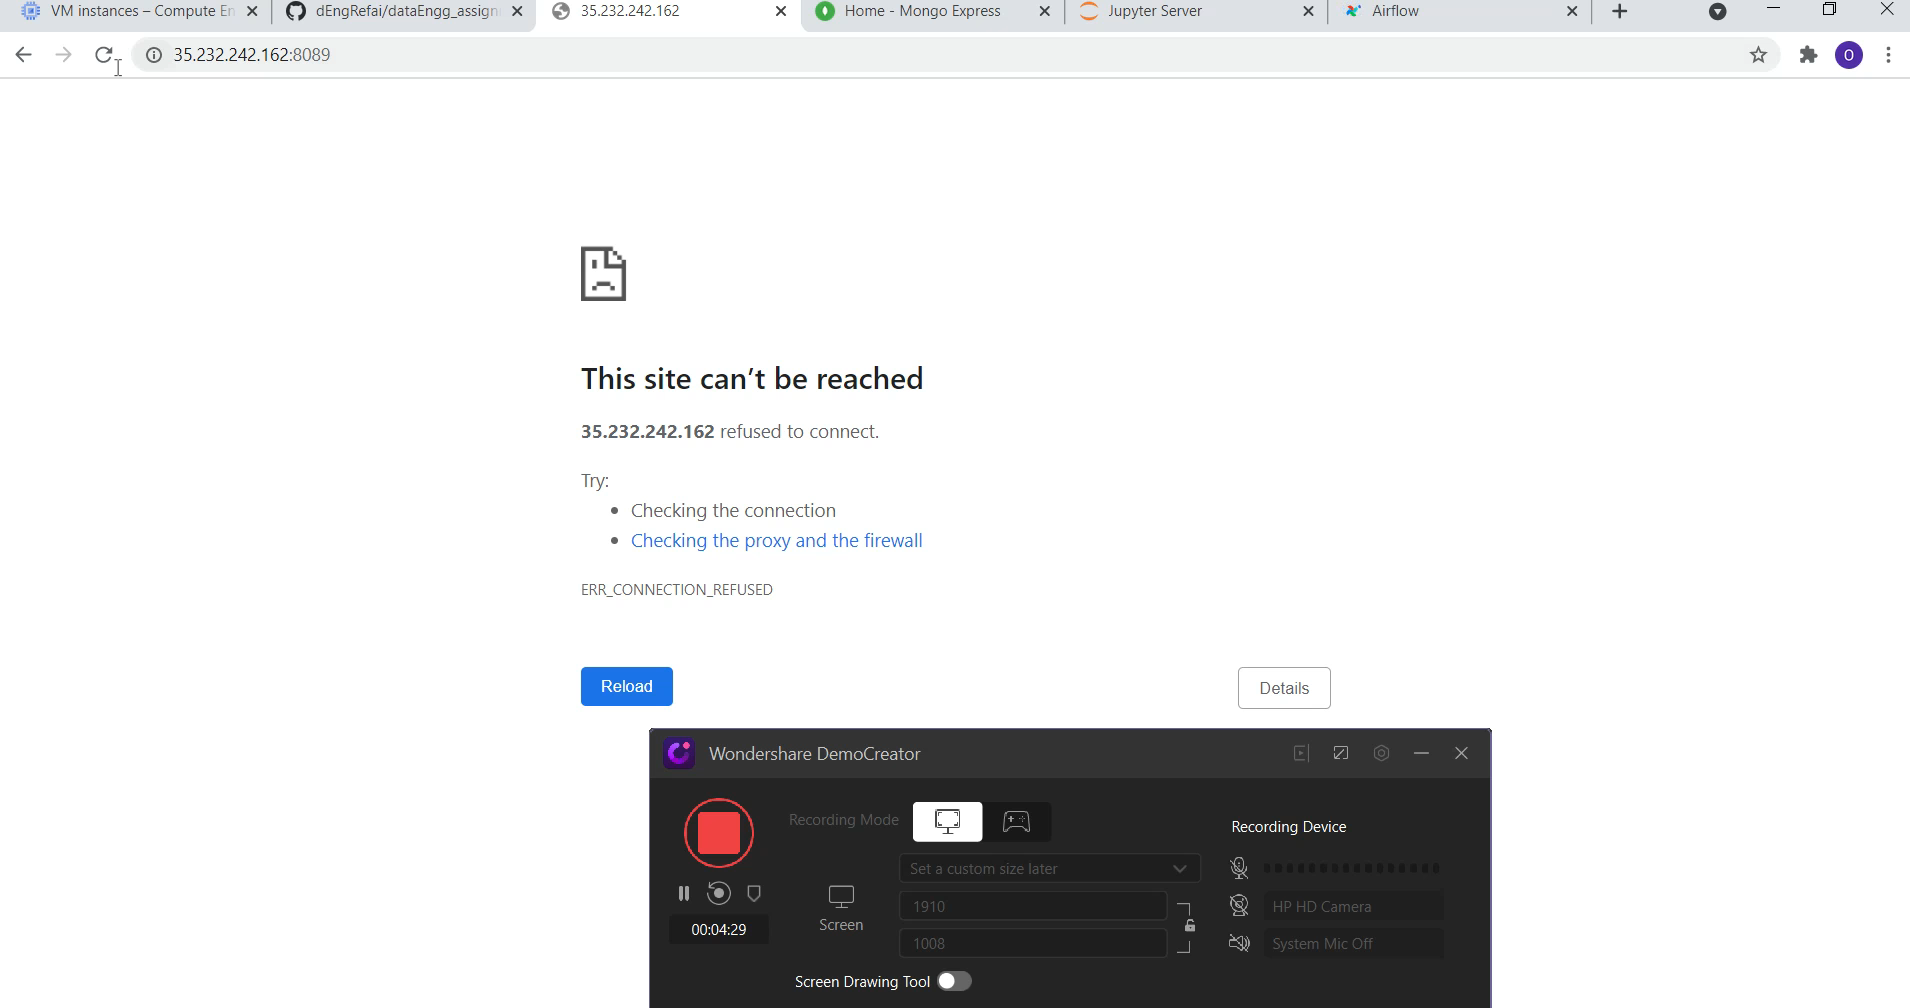 VM instances – Compute En
dEngRefai/dataEngg_assign
35.232.242.162
Home - Mongo Express
Jupyter Server
Airflow
35.232.242.162:8089
O
This site can't be reached
35.232.242.162 refused to connect.
Try:
Checking the connection
Checking the proxy and the firewall
ERR_CONNECTION_REFUSED
Reload
Details
Wondershare DemoCreator
Recording Mode
Recording Device
Set a custom size later
1910
HP HD Camera
Screen
00:04:29
1008
System Mic Off
Screen Drawing Tool